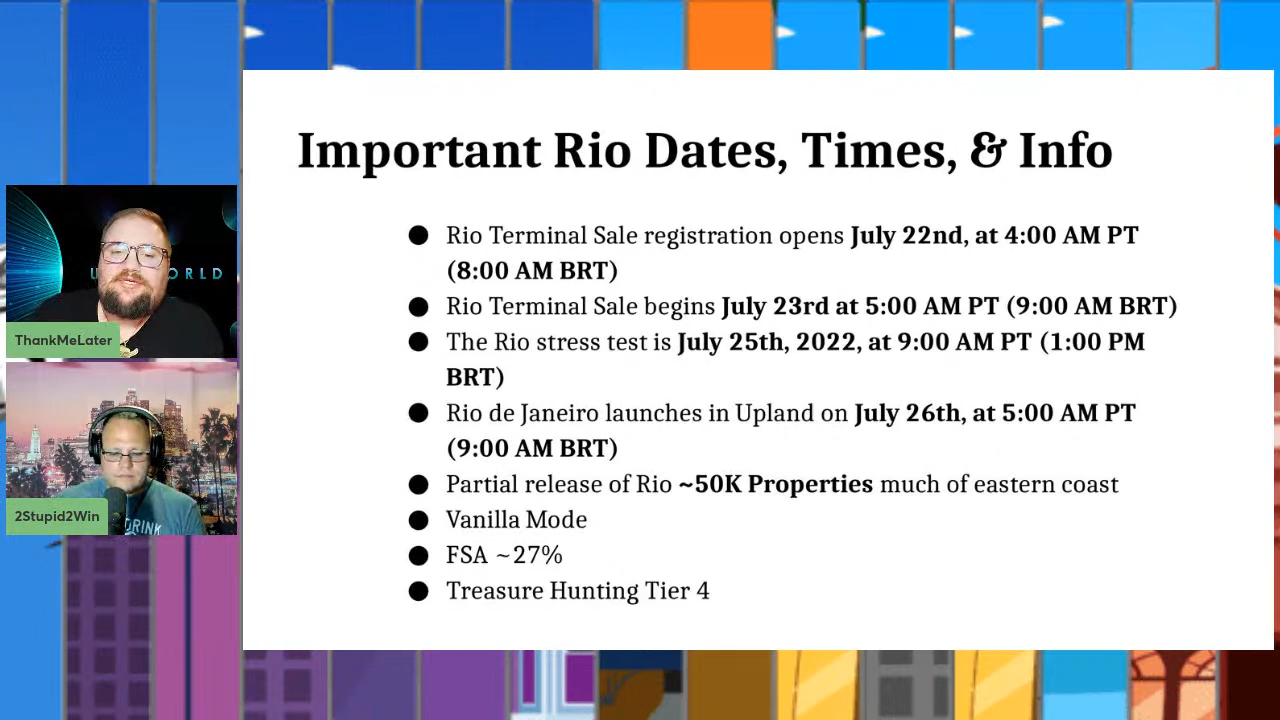 Important Rio Dates, Times, & Info
● Rio Terminal Sale registration opens July 22nd, at 4:00 AM PT
(8:00 AM BRT)
● Rio Terminal Sale begins July 23rd at 5:00 AM PT (9:00 AM BRT)
● The Rio stress test is July 25th, 2022, at 9:00 AM PT (1:00 PM
BRT)
● Rio de Janeiro launches in Upland on July 26th, at 5:00 AM PT
(9:00 AM BRT)
● Partial release of Rio ~50K Properties much of eastern coast
● Vanilla Mode
● FSA ~27%
● Treasure Hunting Tier 4
ThankMeLater
2Stupid2Win
DRINK